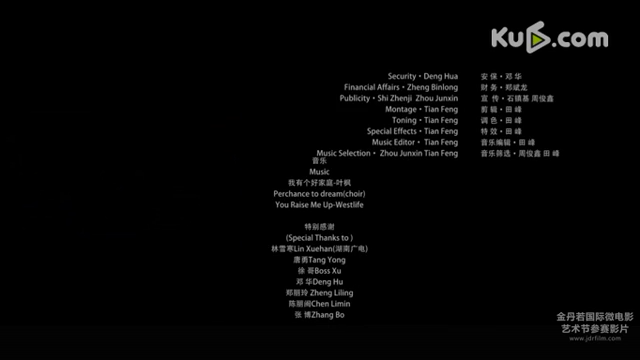 Ku6.com
Security·Deng Hua 安 保·邓 华
Financial Affairs·Zheng Binlong 财 务·郑斌龙
Publicity·Shi Zhenji Zhou Junxin 宣 传·石镇基 周俊鑫
Montage·Tian Feng 剪 辑·田 峰
Toning·Tian Feng 调 色·田 峰
Special Effects·Tian Feng 特 效·田 峰
Music Editor·Tian Feng 音乐编辑·田 峰
Music Selection· Zhou Junxin Tian Feng 音乐筛选·周俊鑫 田 峰
音乐
Music
我有个好家庭-叶枫
Perchance to dream(choir)
You Raise Me Up-Westlife
特别感谢
(Special Thanks to )
林雪寒Lin Xuehan(湖南广电)
唐勇Tang Yong
徐 哥Boss Xu
邓 华Deng Hu
郑丽玲 Zheng Liling
陈丽闽Chen Limin
张 博Zhang Bo
金丹若国际微电影
艺术节参赛影片
www.jdrfilm.com